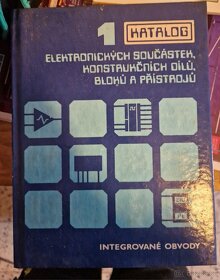 1 KATALOG
ELEKTRONICKÝCH SOUČÁSTEK,
KONSTRUKČNÍCH DÍLŮ,
BLOKŮ A PŘÍSTROJŮ
INTEGROVANÉ OBVODY